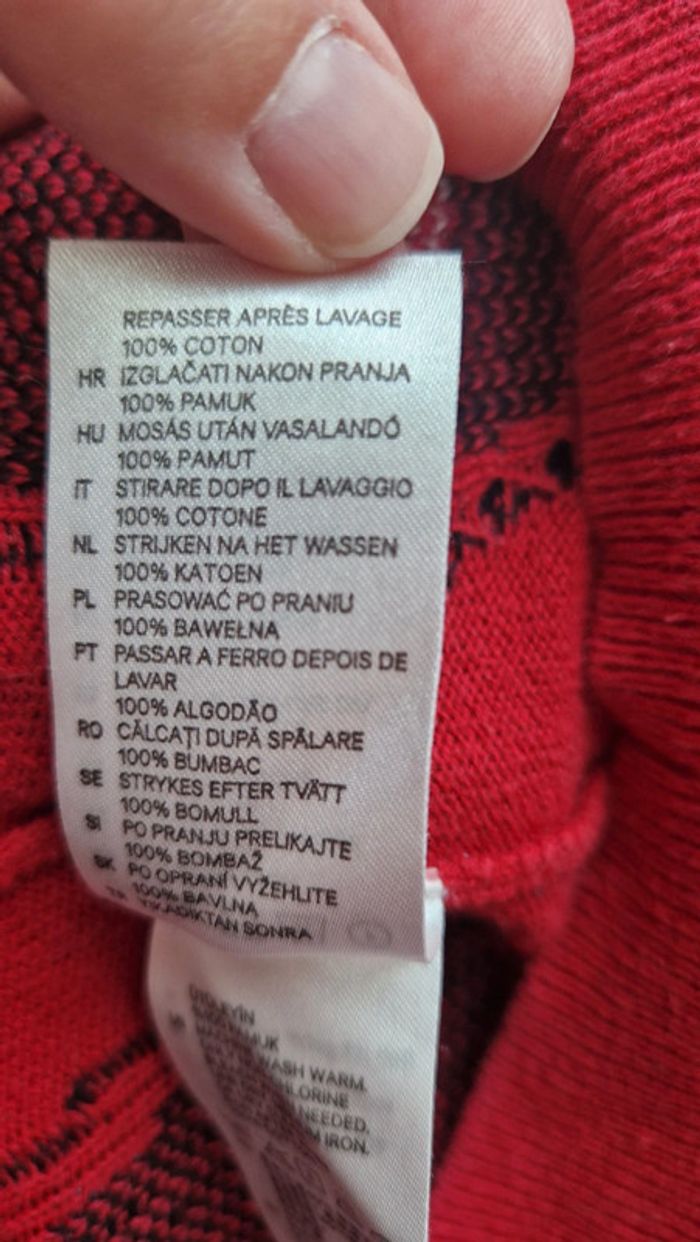 REPASSER APRÈS LAVAGE
100% COTON
HR IZGLAČATI NAKON PRANJA
100% PAMUK
HU MOSÁS UTÁN VASALANDÓ
100% PAMUT
IT STIRARE DOPO IL LAVAGGIO
100% COTONE
NL STRIJKEN NA HET WASSEN
100% KATOEN
PL PRASOWAĆ PO PRANIU
100% BAWEŁNA
PT PASSAR A FERRO DEPOIS DE
LAVAR
100% ALGODÃO
RO CĂLCAȚI DUPĂ SPĂLARE
100% BUMBAC
SE STRYKES EFTER TVÄTT
100% BOMULL
SI PO PRANJU PRELIKAJTE
100% BOMBAŽ
SK PO OPRANÍ VYŽEHLITE
100% BAVLNA
TR YIKADIKTAN SONRA
WASH WARM.
NEEDED.
IRON.